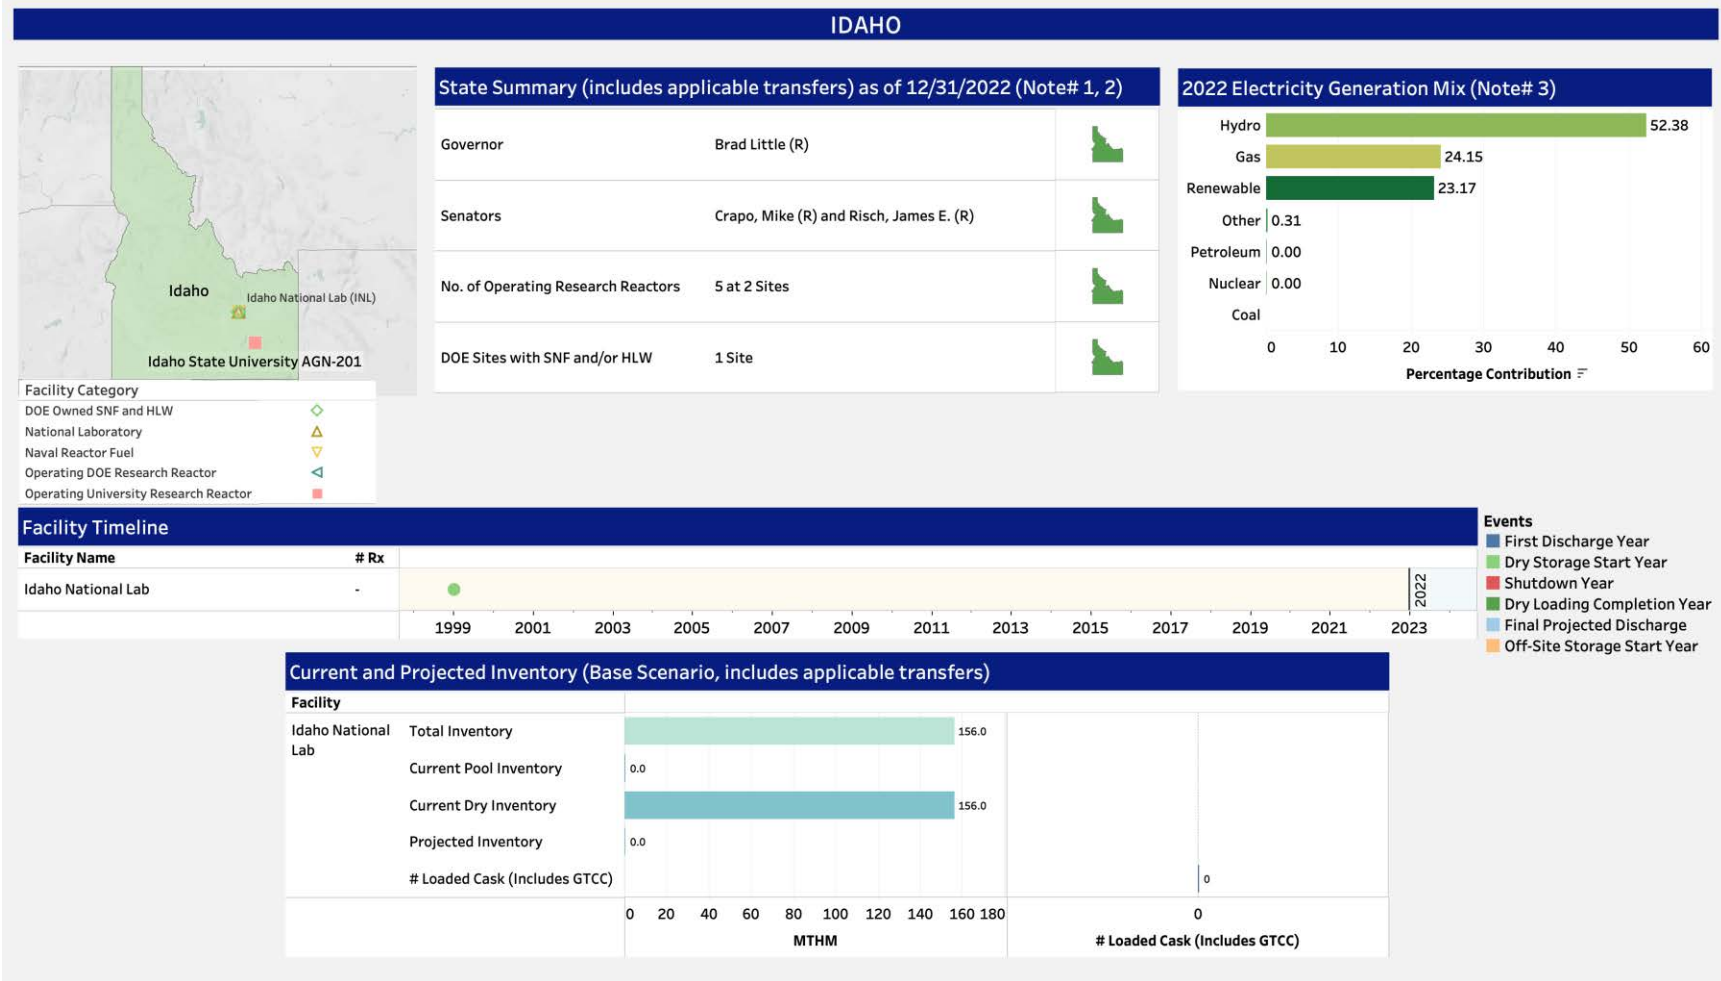 IDAHO
Idaho
Idaho National Lab (INL)
Idaho State University AGN-201
Facility Category
DOE Owned SNF and HLW
National Laboratory
Naval Reactor Fuel
Operating DOE Research Reactor
Operating University Research Reactor
State Summary (includes applicable transfers) as of 12/31/2022 (Note# 1, 2)
Governor Brad Little (R)
Senators Crapo, Mike (R) and Risch, James E. (R)
No. of Operating Research Reactors 5 at 2 Sites
DOE Sites with SNF and/or HLW 1 Site
2022 Electricity Generation Mix (Note# 3)
Hydro 52.38
Gas 24.15
Renewable 23.17
Other 0.31
Petroleum 0.00
Nuclear 0.00
Coal
0 10 20 30 40 50 60
Percentage Contribution
Facility Timeline
Facility Name # Rx
Idaho National Lab -
2022
1999 2001 2003 2005 2007 2009 2011 2013 2015 2017 2019 2021 2023
Events
First Discharge Year
Dry Storage Start Year
Shutdown Year
Dry Loading Completion Year
Final Projected Discharge
Off-Site Storage Start Year
Current and Projected Inventory (Base Scenario, includes applicable transfers)
Facility
Idaho National
Lab
Total Inventory 156.0
Current Pool Inventory 0.0
Current Dry Inventory 156.0
Projected Inventory 0.0
# Loaded Cask (Includes GTCC) 0
0 20 40 60 80 100 120 140 160 180 0
MTHM # Loaded Cask (Includes GTCC)